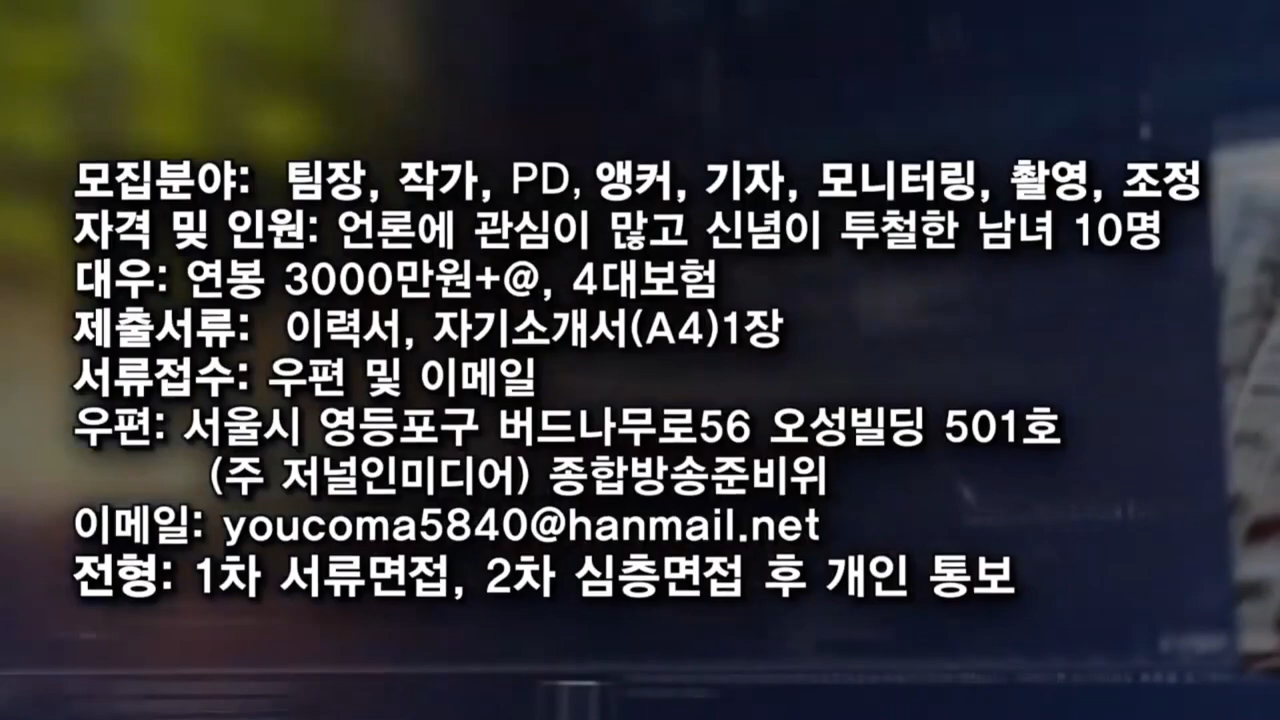 모집분야:  팀장, 작가, PD, 앵커, 기자, 모니터링, 촬영, 조정
자격 및 인원: 언론에 관심이 많고 신념이 투철한 남녀 10명
대우: 연봉 3000만원+@, 4대보험
제출서류:  이력서, 자기소개서(A4)1장
서류접수: 우편 및 이메일
우편: 서울시 영등포구 버드나무로56 오성빌딩 501호
(주 저널인미디어) 종합방송준비위
이메일: youcoma5840@hanmail.net
전형: 1차 서류면접, 2차 심층면접 후 개인 통보